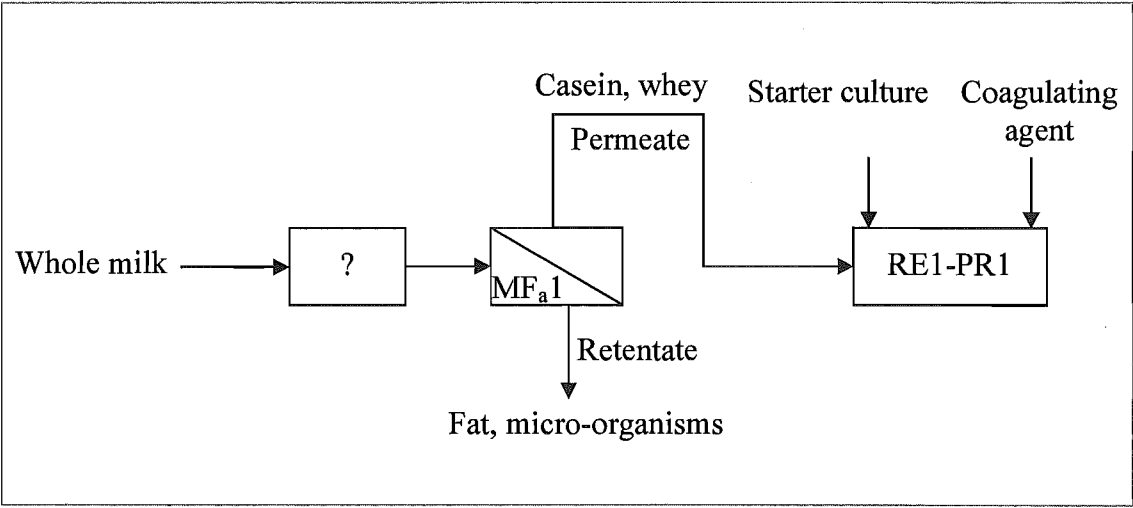 Casein, whey
Starter culture
Coagulating
agent
Permeate
Whole milk
?
MFa1
RE1-PR1
Retentate
Fat, micro-organisms